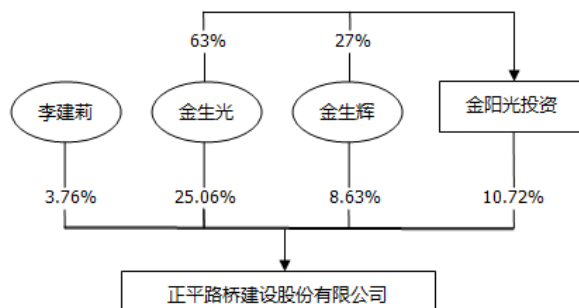 63%
27%
李建莉
金生光
金生辉
金阳光投资
3.76%
25.06%
8.63%
10.72%
正平路桥建设股份有限公司